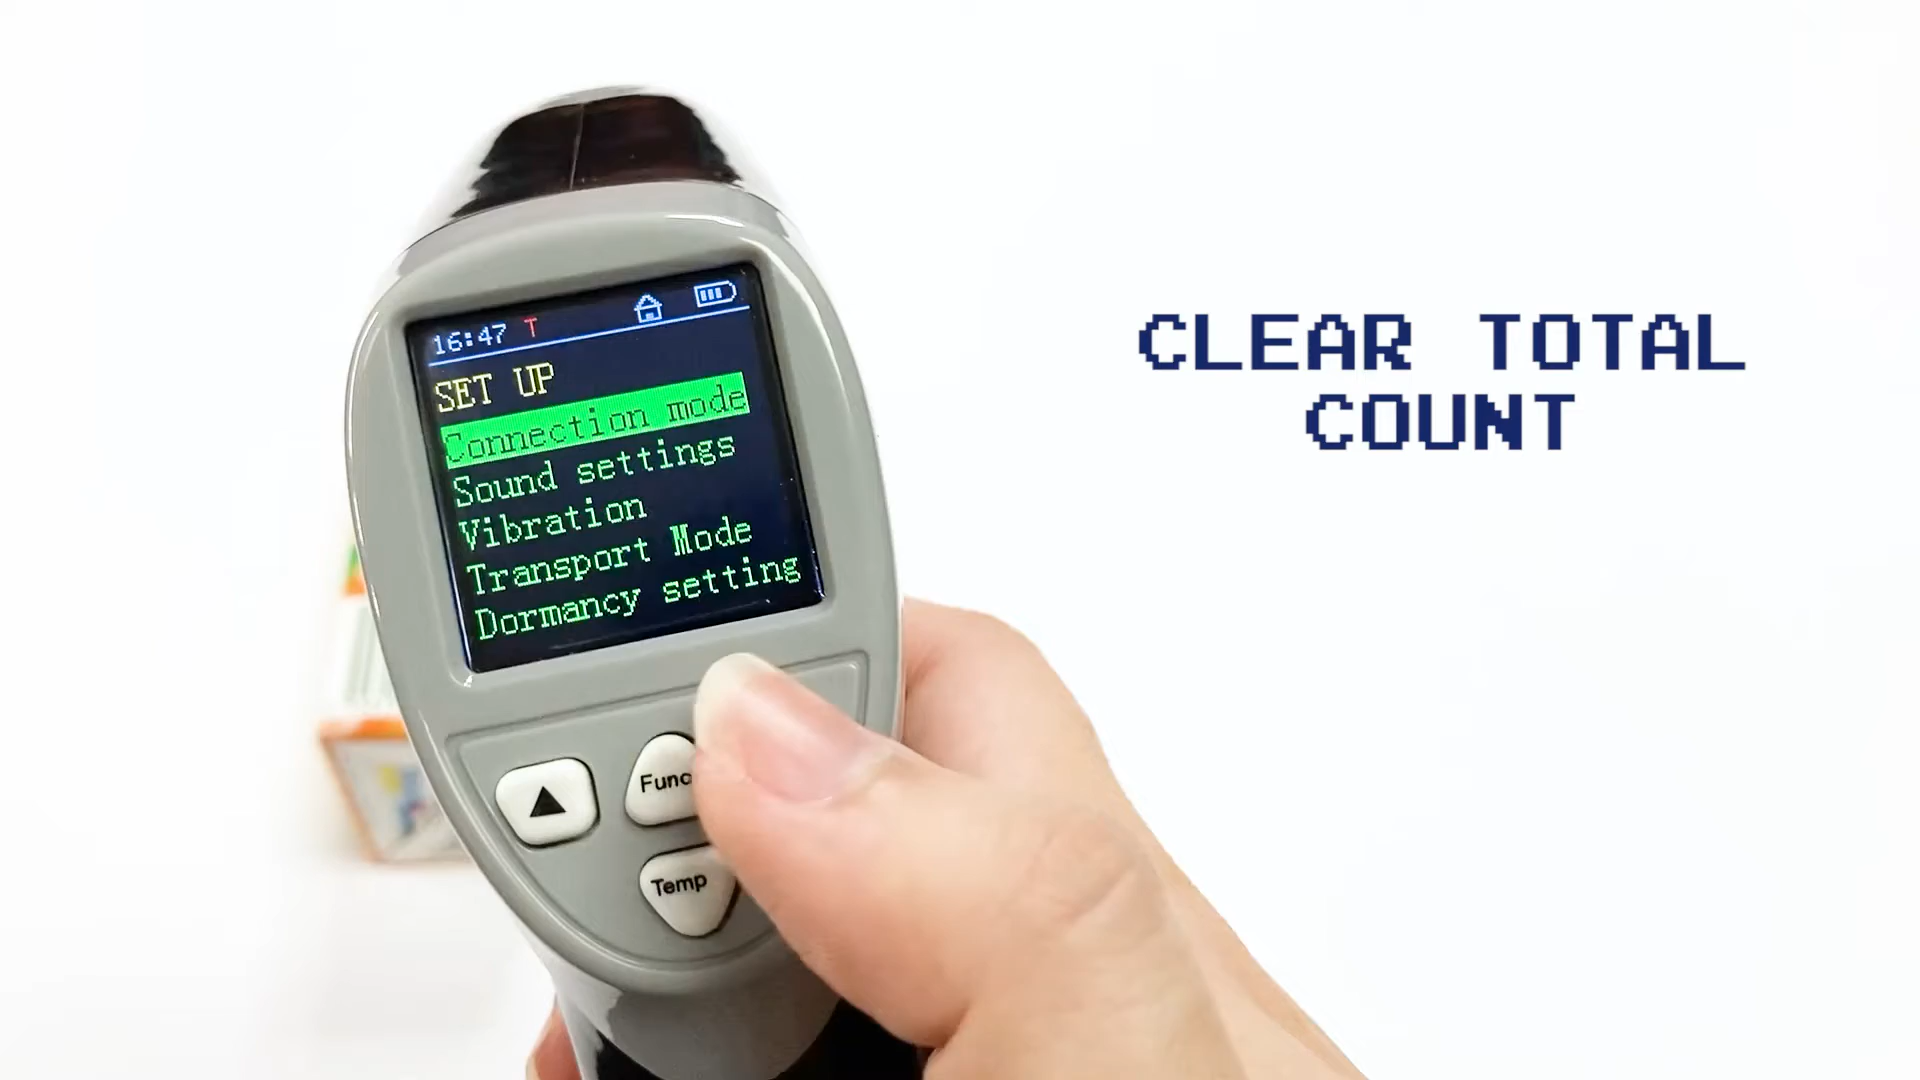 16:47 T
SET UP
Connection mode
Sound settings
Vibration
Transport Mode
Dormancy setting
Func
Temp
CLEAR TOTAL
COUNT